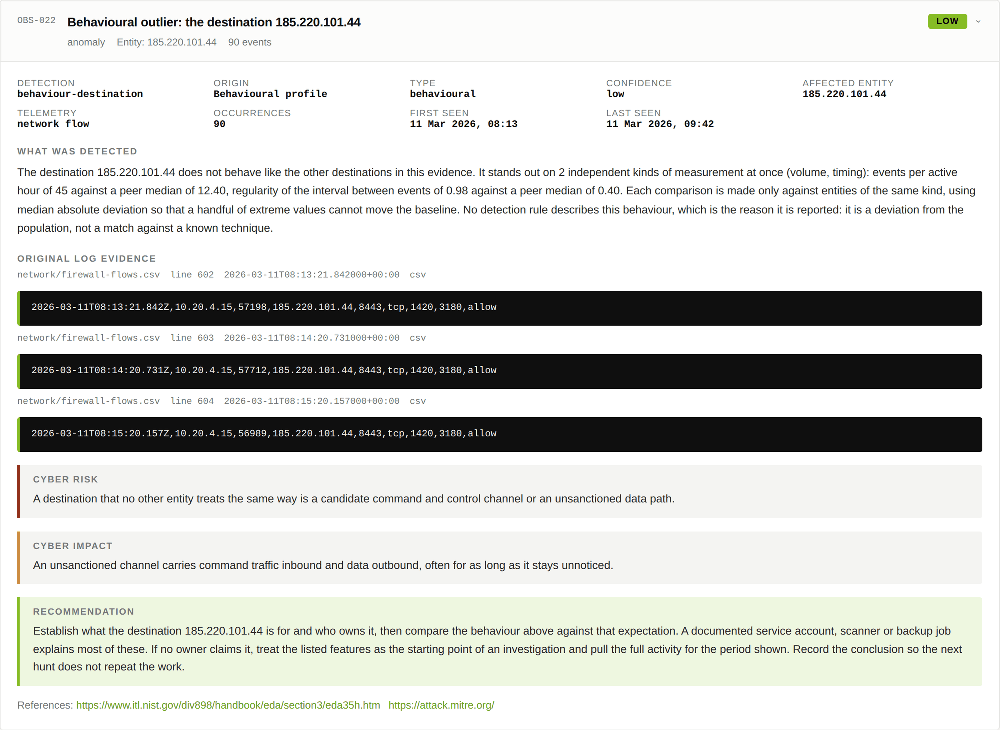 OBS-022 Behavioural outlier: the destination 185.220.101.44 LOW
anomaly Entity: 185.220.101.44 90 events
DETECTION ORIGIN TYPE CONFIDENCE AFFECTED ENTITY
behaviour-destination Behavioural profile behavioural low 185.220.101.44
TELEMETRY OCCURRENCES FIRST SEEN LAST SEEN
network flow 90 11 Mar 2026, 08:13 11 Mar 2026, 09:42
WHAT WAS DETECTED
The destination 185.220.101.44 does not behave like the other destinations in this evidence. It stands out on 2 independent kinds of measurement at once (volume, timing): events per active
hour of 45 against a peer median of 12.40, regularity of the interval between events of 0.98 against a peer median of 0.40. Each comparison is made only against entities of the same kind, using
median absolute deviation so that a handful of extreme values cannot move the baseline. No detection rule describes this behaviour, which is the reason it is reported: it is a deviation from the
population, not a match against a known technique.
ORIGINAL LOG EVIDENCE
network/firewall-flows.csv line 602 2026-03-11T08:13:21.842000+00:00 csv
2026-03-11T08:13:21.842Z,10.20.4.15,57198,185.220.101.44,8443,tcp,1420,3180,allow
network/firewall-flows.csv line 603 2026-03-11T08:14:20.731000+00:00 csv
2026-03-11T08:14:20.731Z,10.20.4.15,57712,185.220.101.44,8443,tcp,1420,3180,allow
network/firewall-flows.csv line 604 2026-03-11T08:15:20.157000+00:00 csv
2026-03-11T08:15:20.157Z,10.20.4.15,56989,185.220.101.44,8443,tcp,1420,3180,allow
CYBER RISK
A destination that no other entity treats the same way is a candidate command and control channel or an unsanctioned data path.
CYBER IMPACT
An unsanctioned channel carries command traffic inbound and data outbound, often for as long as it stays unnoticed.
RECOMMENDATION
Establish what the destination 185.220.101.44 is for and who owns it, then compare the behaviour above against that expectation. A documented service account, scanner or backup job
explains most of these. If no owner claims it, treat the listed features as the starting point of an investigation and pull the full activity for the period shown. Record the conclusion so the next
hunt does not repeat the work.
References: https://www.itl.nist.gov/div898/handbook/eda/section3/eda35h.htm https://attack.mitre.org/